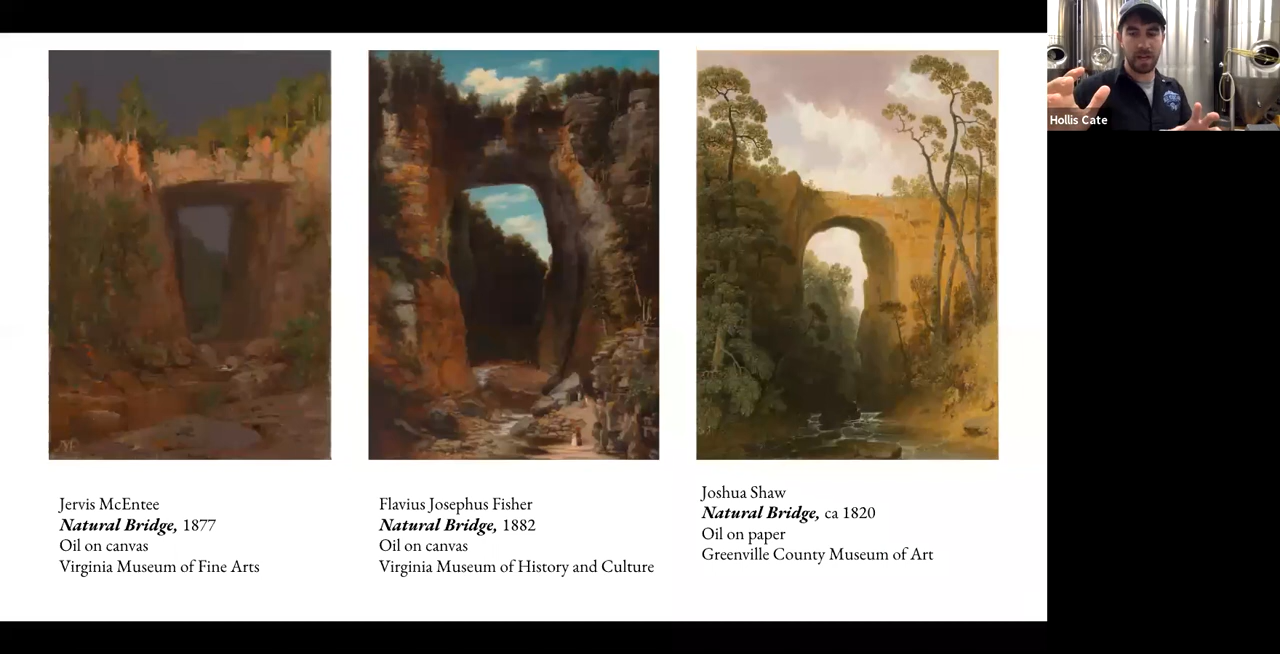 Hollis Cate
Jervis McEntee
Natural Bridge, 1877
Oil on canvas
Virginia Museum of Fine Arts
Flavius Josephus Fisher
Natural Bridge, 1882
Oil on canvas
Virginia Museum of History and Culture
Joshua Shaw
Natural Bridge, ca 1820
Oil on paper
Greenville County Museum of Art